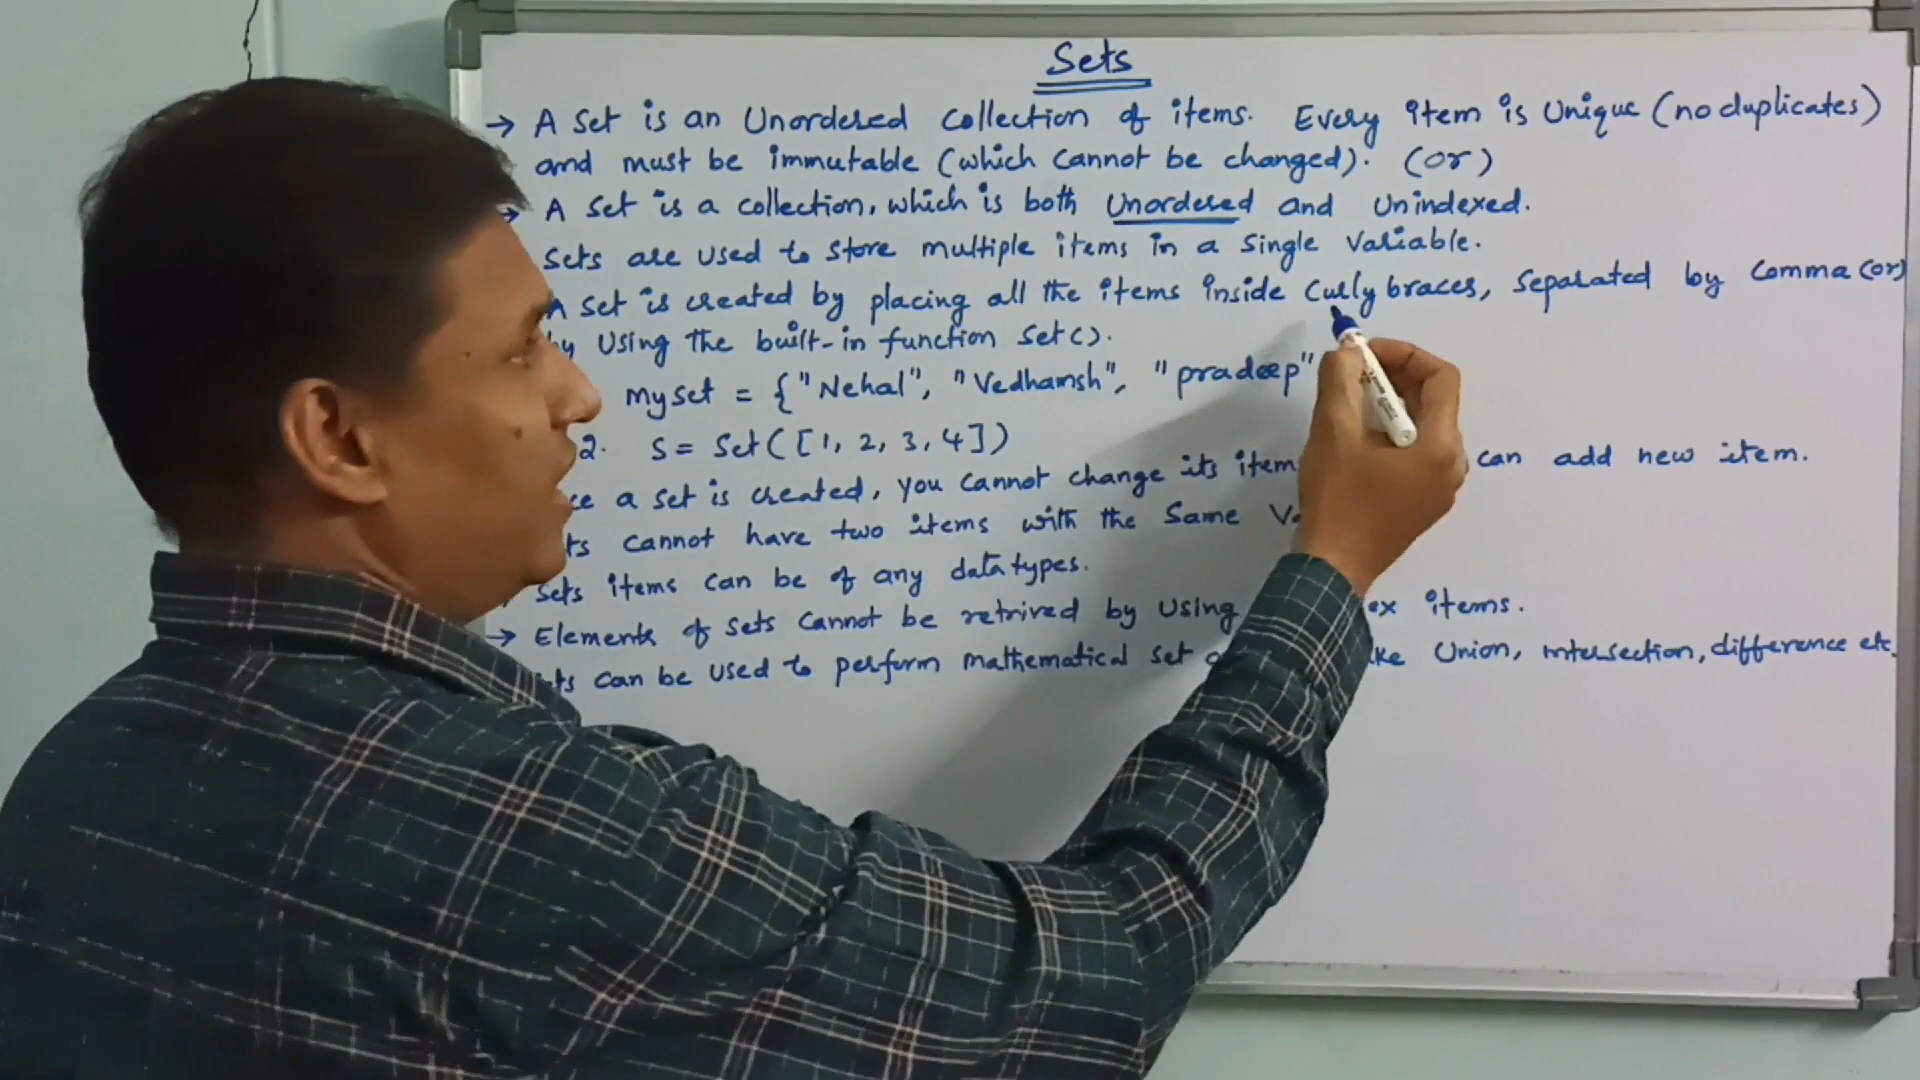 Sets
→ A Set is an Unordered Collection of items. Every item is Unique (no duplicates)
and must be immutable (which cannot be changed). (or)
→ A Set is a collection, which is both Unordered and Unindexed.
Sets are used to store multiple items in a single Variable.
A set is created by placing all the items inside Curly braces, Separated by Comma (or)
by Using the built-in function Set().
Myset = {"Nehal", "Vedhansh", "pradeep"
2. S = Set([1, 2, 3, 4])
a set is created, you cannot change its item can add new item.
cannot have two items with the Same
Sets items can be of any data types.
→ Elements of Sets Cannot be retrived by Using items.
can be used to perform Mathematical set Union, intersection, difference etc.